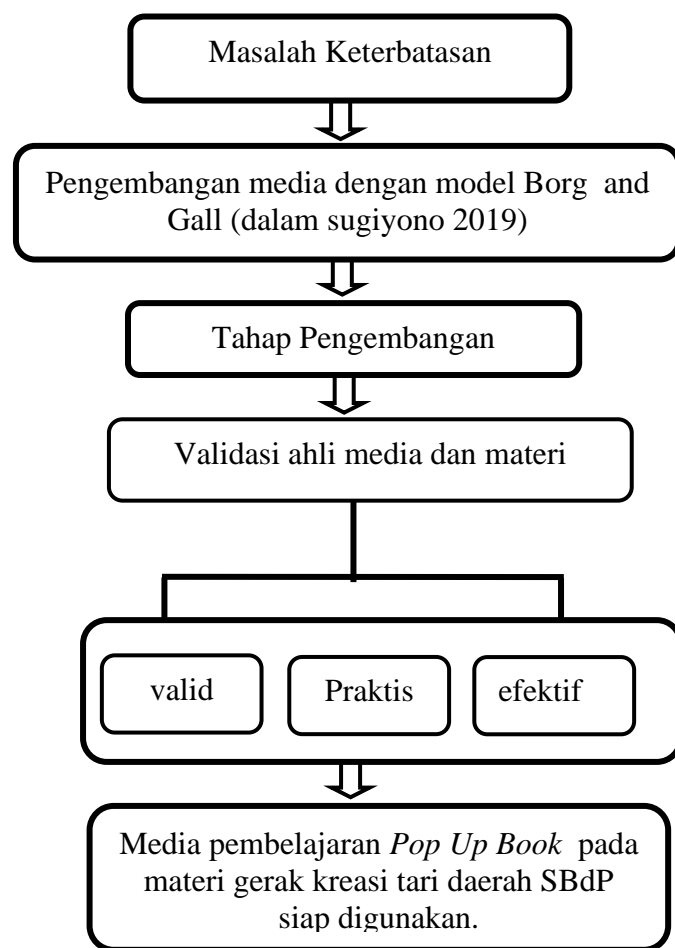 Masalah Keterbatasan
Pengembangan media dengan model Borg and
Gall (dalam sugiyono 2019)
Tahap Pengembangan
Validasi ahli media dan materi
valid Praktis efektif
Media pembelajaran Pop Up Book pada
materi gerak kreasi tari daerah SBdP
siap digunakan.